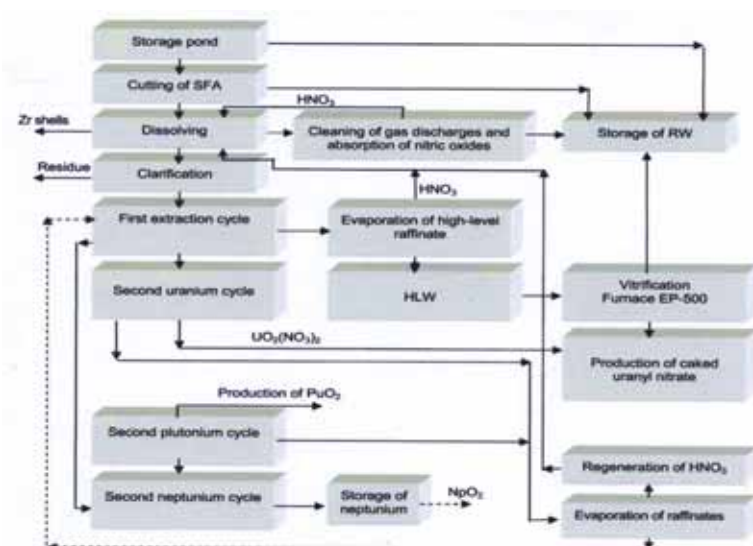 Storage pond
Cutting of SFA
HNO₃
Zr shells
Dissolving
Cleaning of gas discharges and
absorption of nitric oxides
Storage of RW
Residue
Clarification
HNO₃
First extraction cycle
Evaporation of high-level
raffinate
Second uranium cycle
HLW
Vitrification
Furnace EP-500
UO₂(NO₃)₂
Production of caked
uranyl nitrate
Production of PuO₂
Second plutonium cycle
Regeneration of HNO₃
Second neptunium cycle
Storage of
neptunium
NpO₂
Evaporation of raffinates